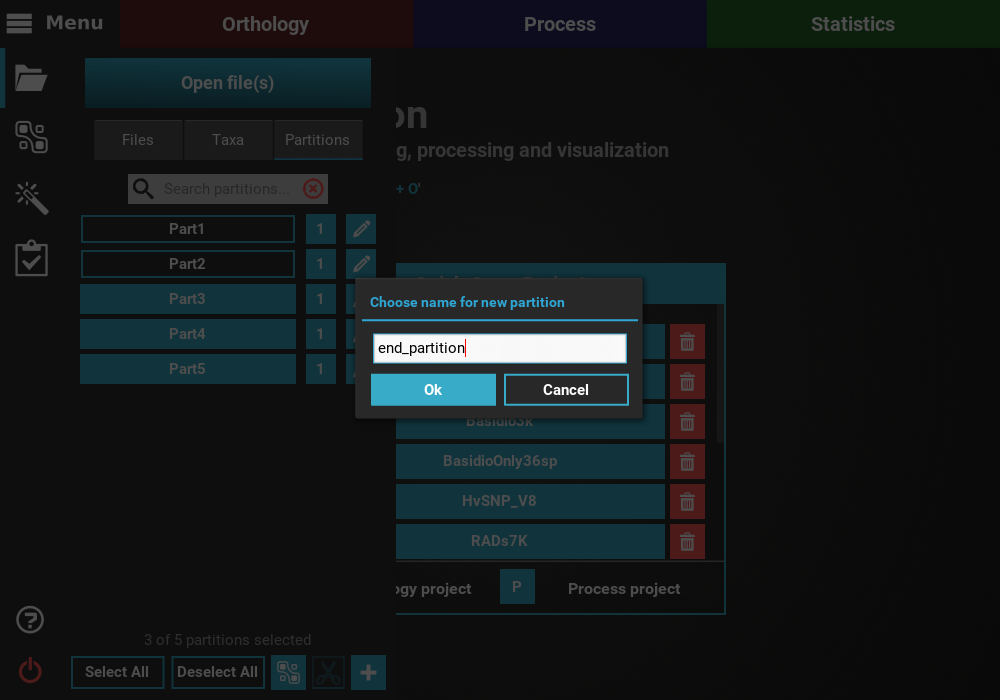 Menu
Orthology
Process
Statistics
Open file(s)
Files
Taxa
Partitions
Search partitions...
Part1
1
Part2
1
Part3
1
Part4
1
Part5
1
3 of 5 partitions selected
Select All
Deselect All
on
g, processing and visualization
+ O'
Choose name for new partition
end_partition
Ok
Cancel
Basidio3k
BasidioOnly36sp
HvSNP_V8
RADs7K
ogy project
P
Process project